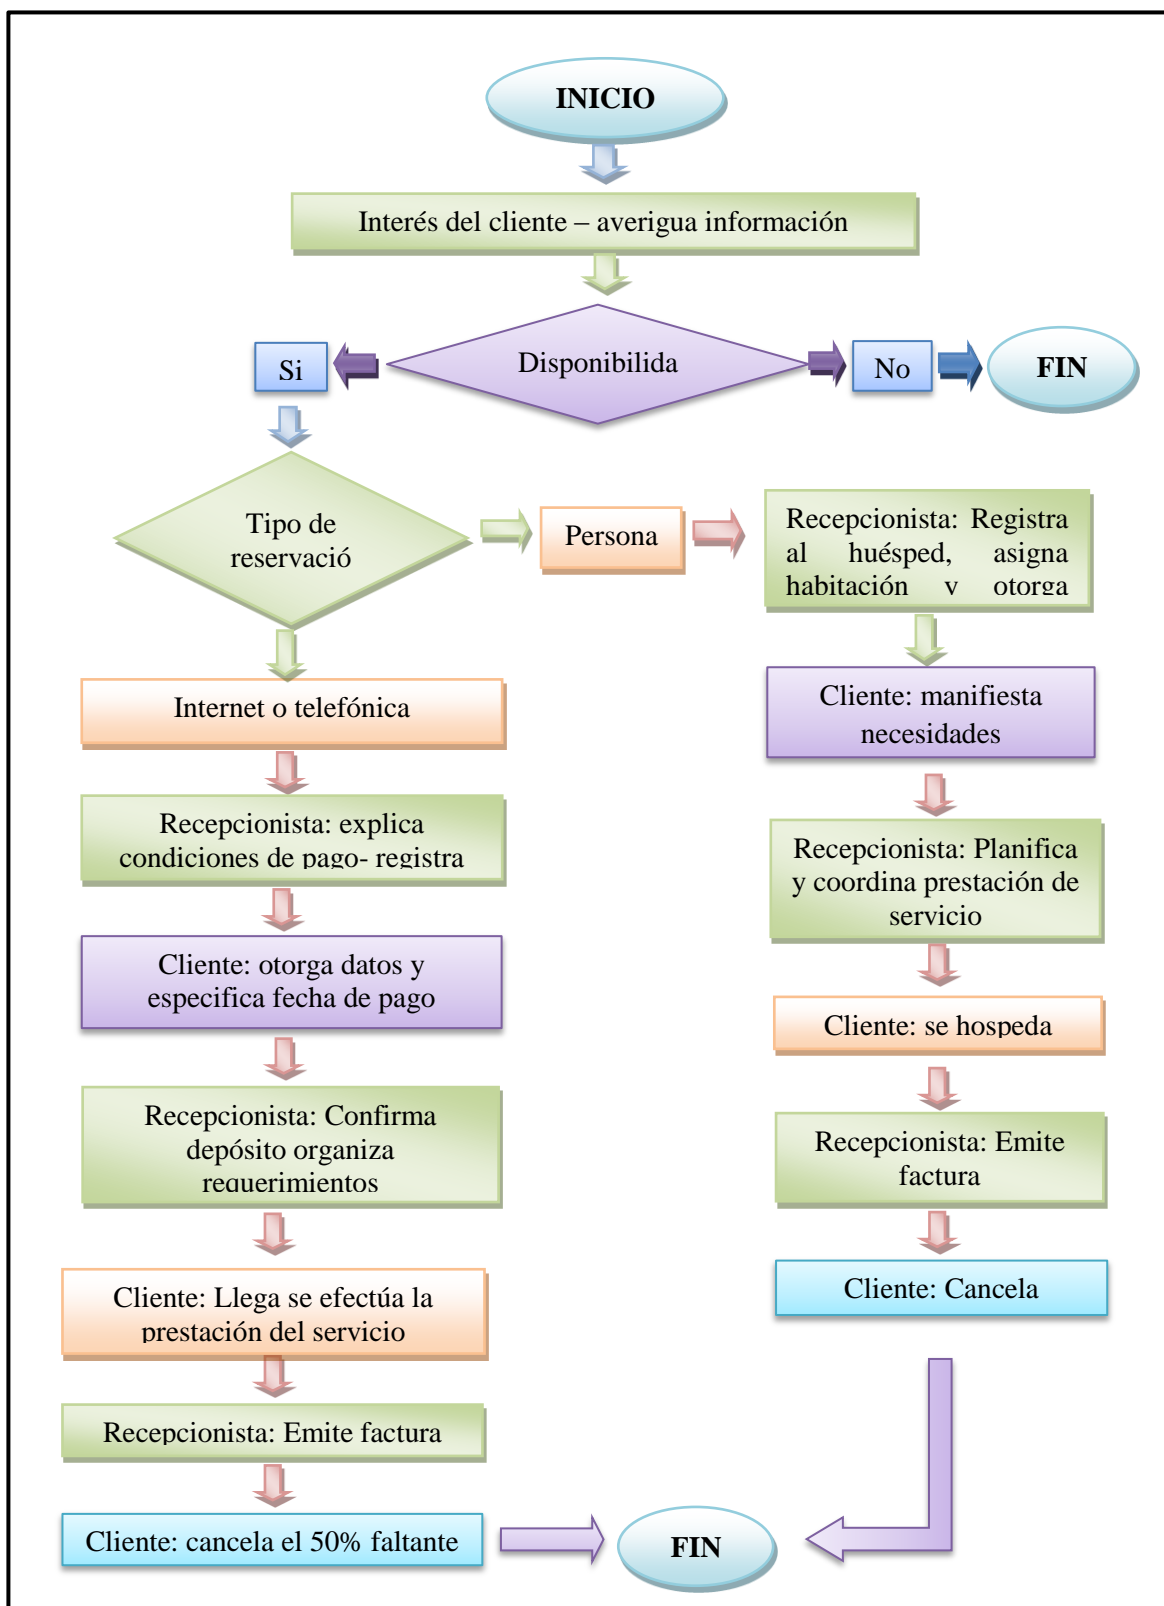 INICIO
Interés del cliente – averigua información
Disponibilida
Si
No
FIN
Tipo de
reservació
Persona
Recepcionista: Registra
al huésped, asigna
habitación y otorga
Internet o telefónica
Cliente: manifiesta
necesidades
Recepcionista: explica
condiciones de pago- registra
Recepcionista: Planifica
y coordina prestación de
servicio
Cliente: otorga datos y
especifica fecha de pago
Cliente: se hospeda
Recepcionista: Confirma
depósito organiza
requerimientos
Recepcionista: Emite
factura
Cliente: Llega se efectúa la
prestación del servicio
Cliente: Cancela
Recepcionista: Emite factura
Cliente: cancela el 50% faltante
FIN